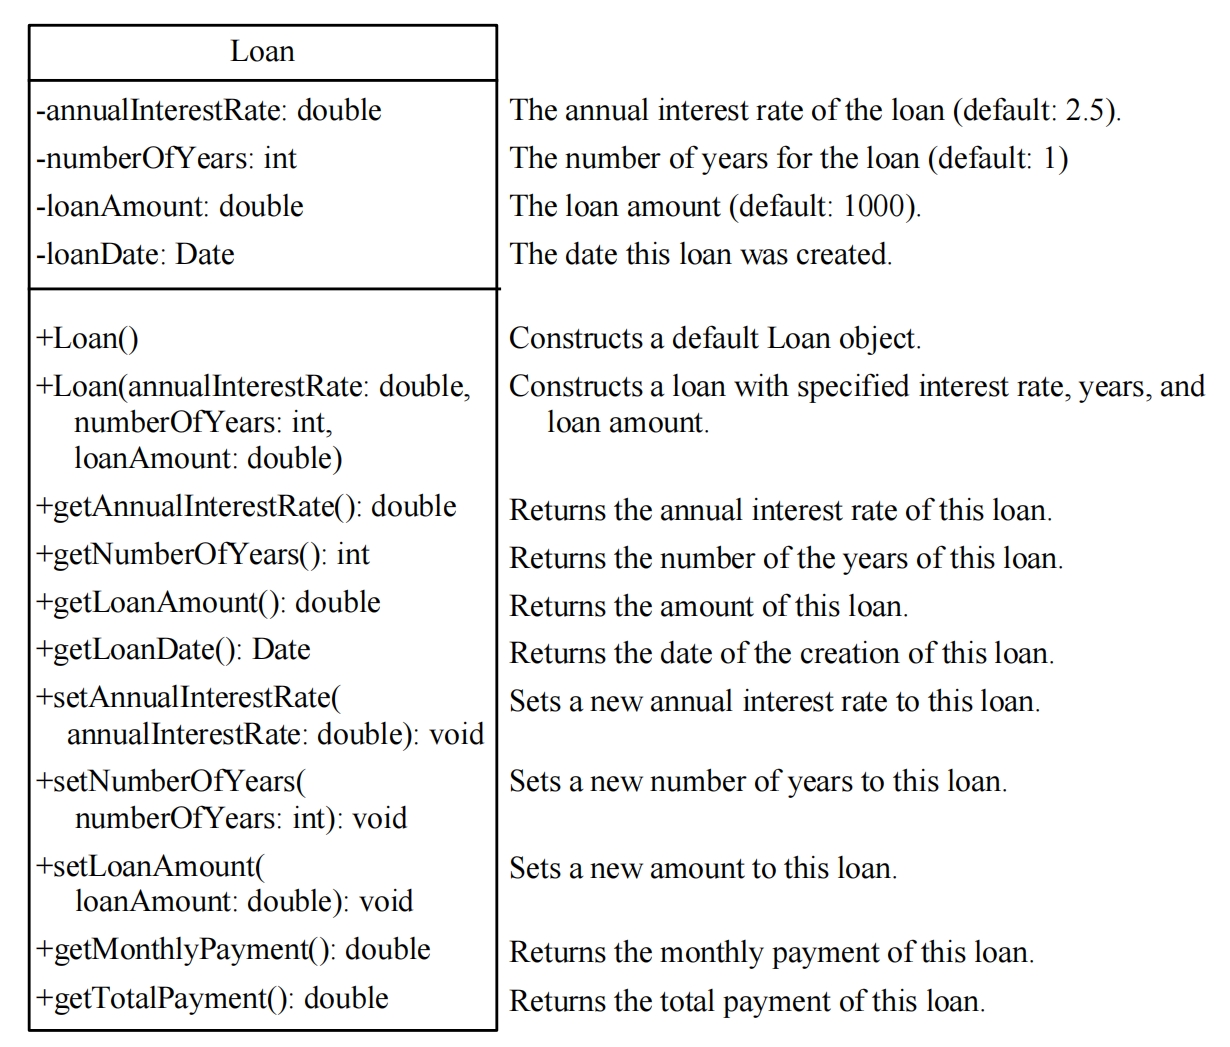 Loan
-annualInterestRate: double
The annual interest rate of the loan (default: 2.5).
-numberOfYears: int
The number of years for the loan (default: 1)
-loanAmount: double
The loan amount (default: 1000).
-loanDate: Date
The date this loan was created.
+Loan()
Constructs a default Loan object.
+Loan(annualInterestRate: double,
numberOfYears: int,
loanAmount: double)
Constructs a loan with specified interest rate, years, and
loan amount.
+getAnnualInterestRate(): double
Returns the annual interest rate of this loan.
+getNumberOfYears(): int
Returns the number of the years of this loan.
+getLoanAmount(): double
Returns the amount of this loan.
+getLoanDate(): Date
Returns the date of the creation of this loan.
+setAnnualInterestRate(
annualInterestRate: double): void
Sets a new annual interest rate to this loan.
+setNumberOfYears(
numberOfYears: int): void
Sets a new number of years to this loan.
+setLoanAmount(
loanAmount: double): void
Sets a new amount to this loan.
+getMonthlyPayment(): double
Returns the monthly payment of this loan.
+getTotalPayment(): double
Returns the total payment of this loan.